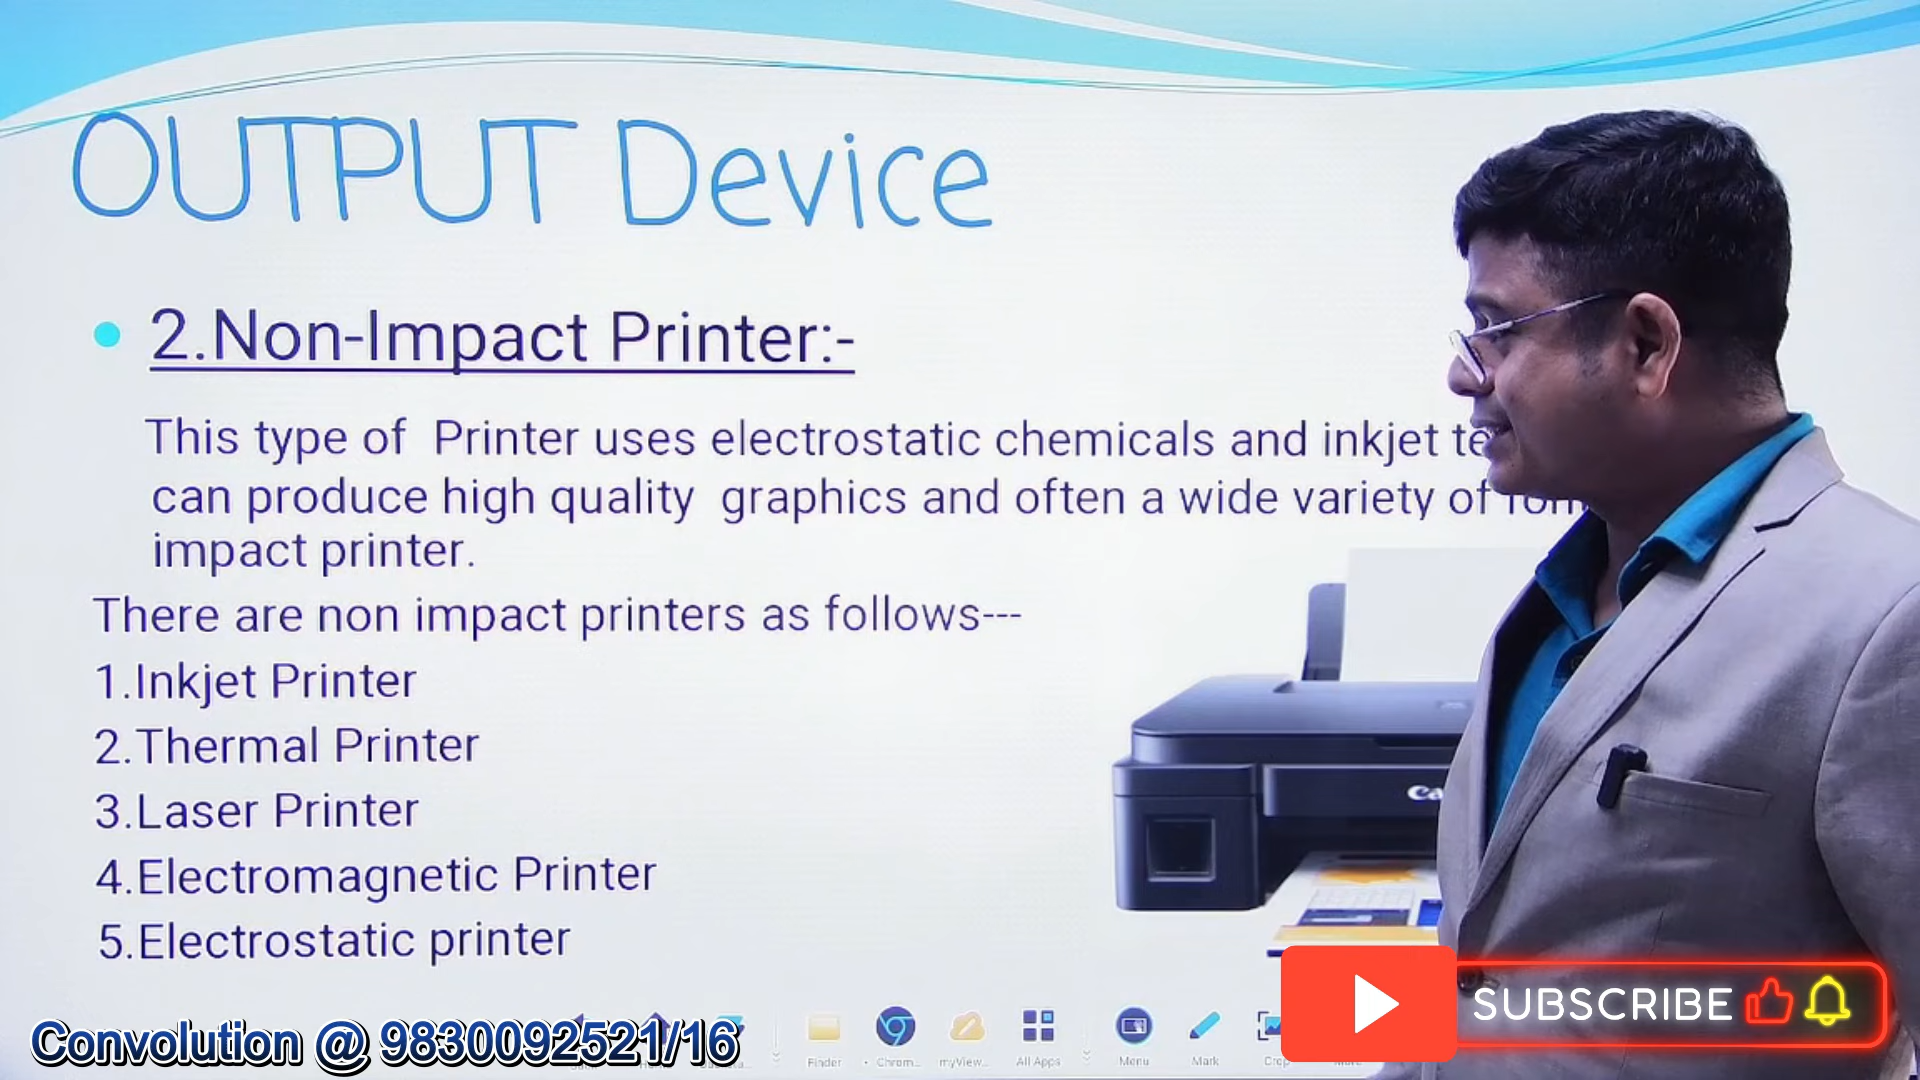 OUTPUT Device
2.Non-Impact Printer:-
This type of Printer uses electrostatic chemicals and inkjet
can produce high quality graphics and often a wide variety of
impact printer.
There are non impact printers as follows---
1.Inkjet Printer
2.Thermal Printer
3.Laser Printer
4.Electromagnetic Printer
5.Electrostatic printer
Convolution @ 9830092521/16
Finder
Chrom...
myView...
All Apps
Menu
Mark
Crop
SUBSCRIBE